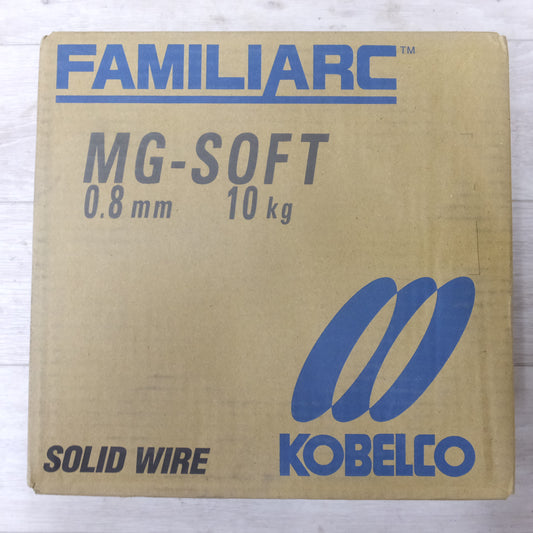 FAMILIARC™
MG-SOFT
0.8 mm 10 kg
SOLID WIRE
KOBELCO